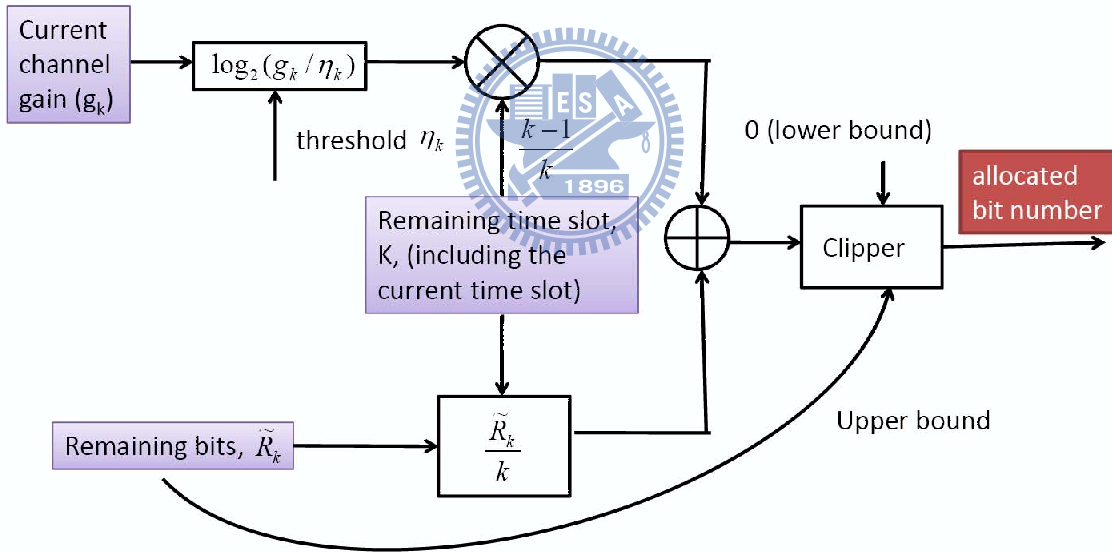 Current
channel
gain (gk)
log2(gk/ηk)
threshold ηk
ESA
1896
k−1
k
0 (lower bound)
allocated
bit number
Remaining time slot,
K, (including the
current time slot)
Clipper
Upper bound
Remaining bits, R̃k
R̃k
k